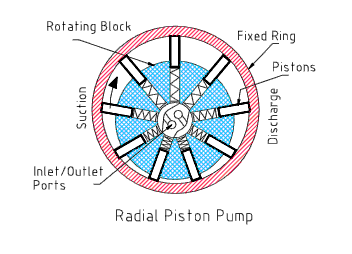 Rotating Block
Fixed Ring
Pistons
Suction
Discharge
Inlet/Outlet
Ports
Radial Piston Pump